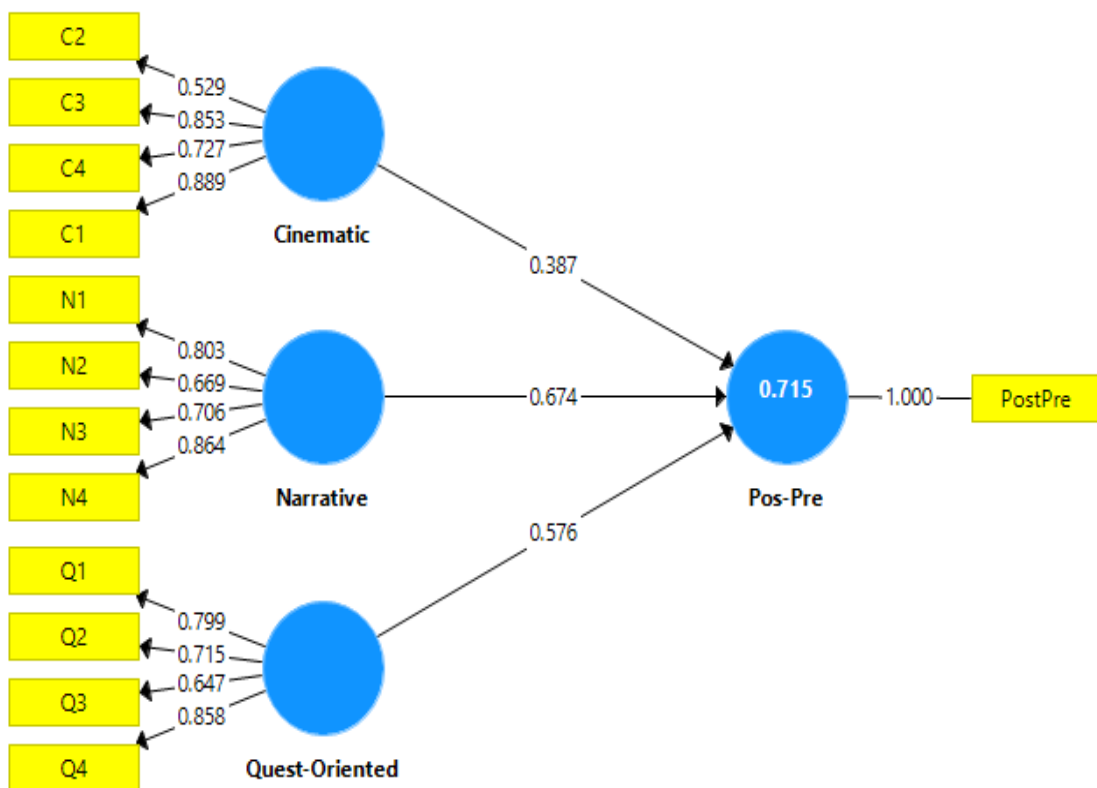 C2
0.529
C3
0.853
C4
0.727
0.889
C1
Cinematic
0.387
N1
0.803
N2
0.669
N3
0.706
0.864
N4
Narrative
0.674
0.715
Pos-Pre
1.000
PostPre
0.576
Q1
0.799
Q2
0.715
Q3
0.647
0.858
Q4
Quest-Oriented